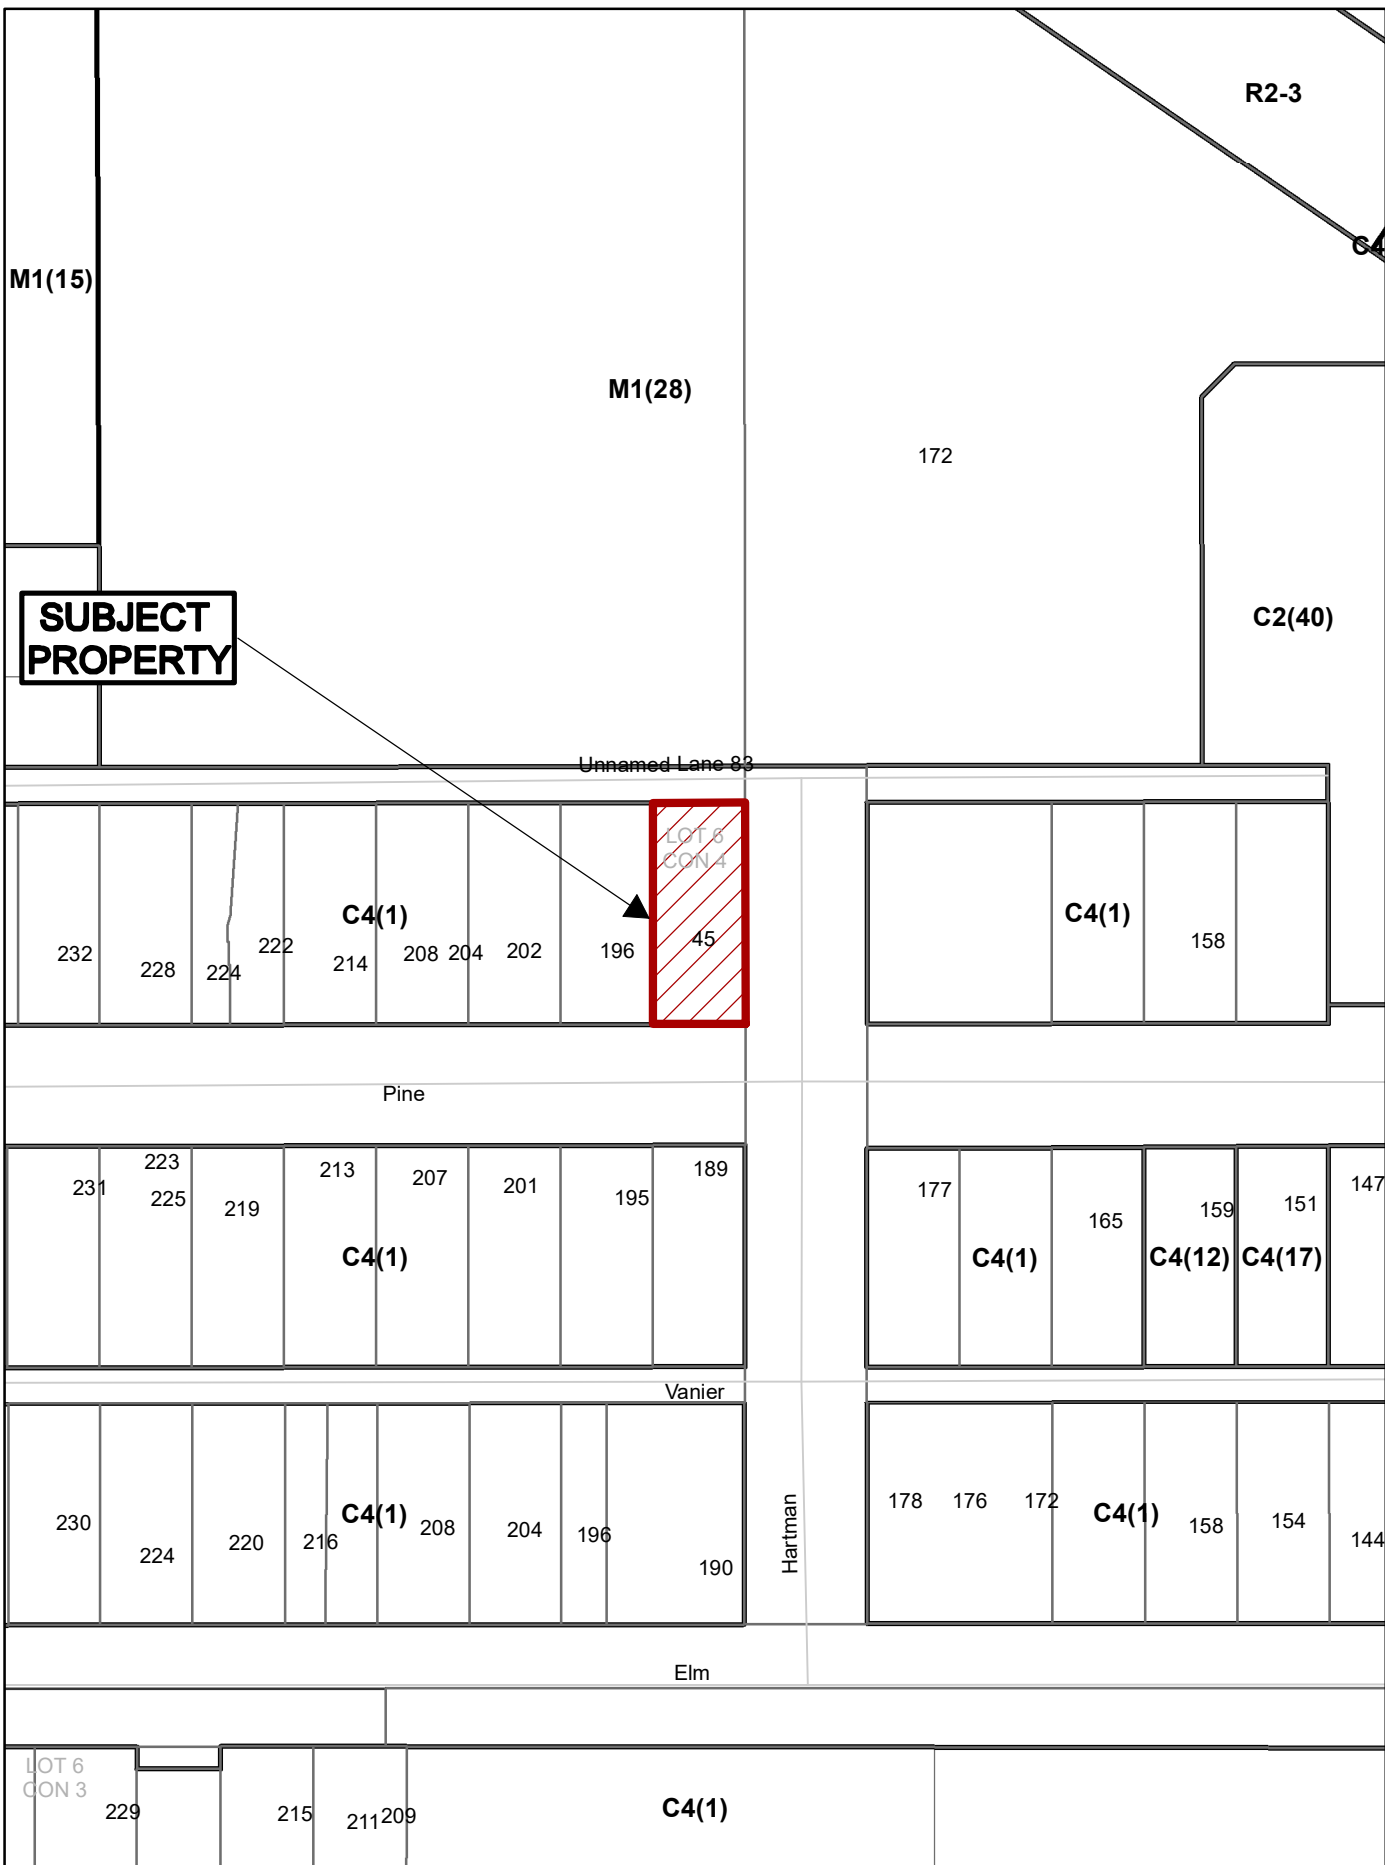 R2-3
C4
M1(15)
M1(28)
172
SUBJECT
PROPERTY
C2(40)
Unnamed Lane 83
LOT 6
CON 4
C4(1)
C4(1)
232
228
224
222
214
208
204
202
196
45
158
Pine
231
223
225
219
213
207
201
195
189
177
165
159
151
147
C4(1)
C4(1)
C4(12)
C4(17)
Vanier
230
224
220
216
C4(1)
208
204
196
190
Hartman
178
176
172
C4(1)
158
154
144
Elm
LOT 6
CON 3
229
215
211
209
C4(1)